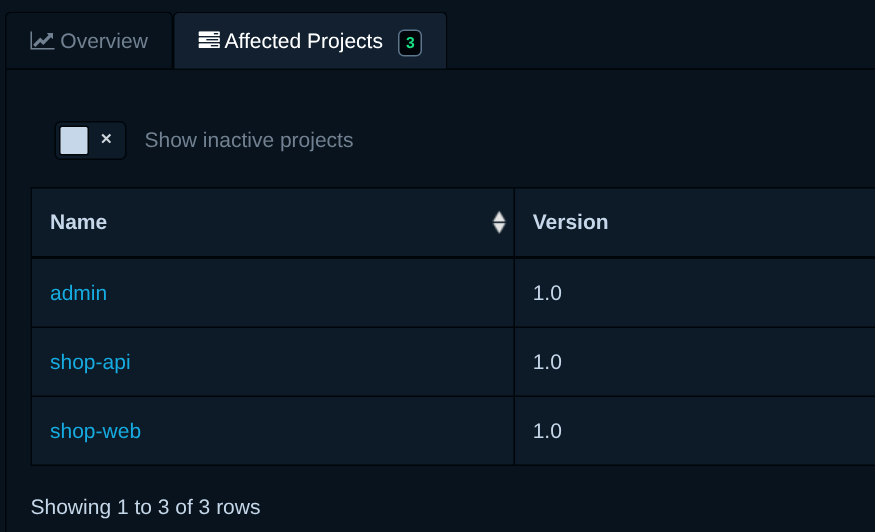 Overview
Affected Projects 3
× Show inactive projects
Name Version
admin 1.0
shop-api 1.0
shop-web 1.0
Showing 1 to 3 of 3 rows